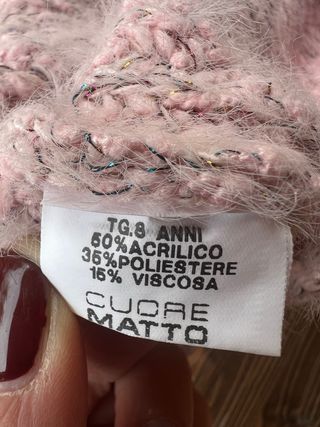 TG.8 ANNI
50%ACRILICO
35%POLIESTERE
15% VISCOSA
CUORE
MATTO